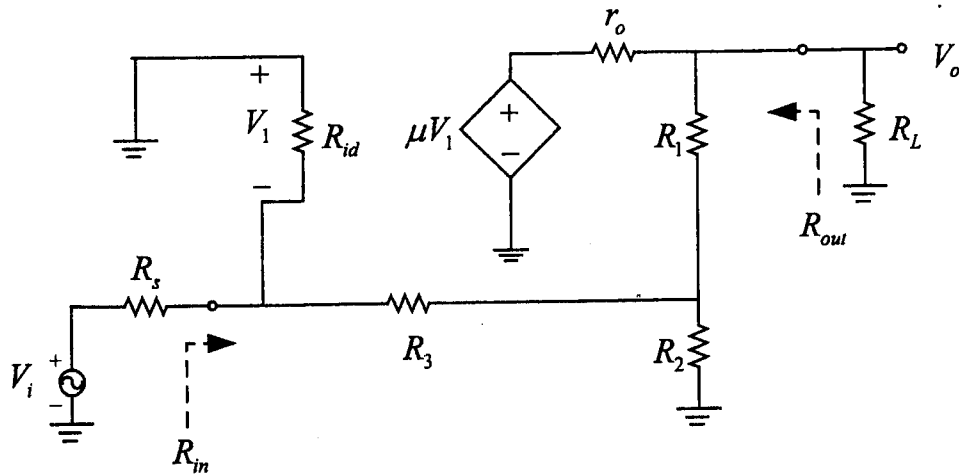 r_o
V_o
+
V_1
−
R_id
μV_1
+
−
R_1
R_L
R_out
R_s
R_3
R_2
V_i
+
−
R_in